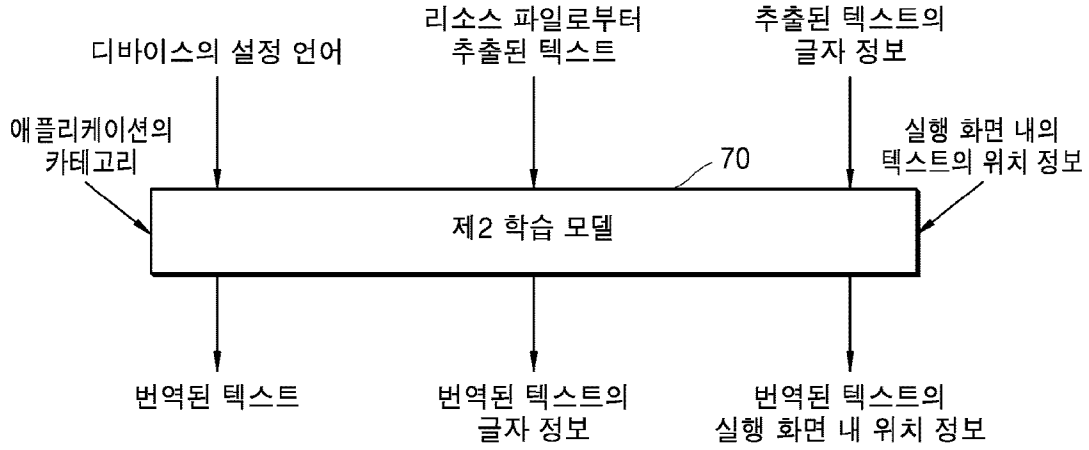 디바이스의 설정 언어
리소스 파일로부터
추출된 텍스트
추출된 텍스트의
글자 정보
애플리케이션의
카테고리
실행 화면 내의
텍스트의 위치 정보
70
제2 학습 모델
번역된 텍스트
번역된 텍스트의
글자 정보
번역된 텍스트의
실행 화면 내 위치 정보